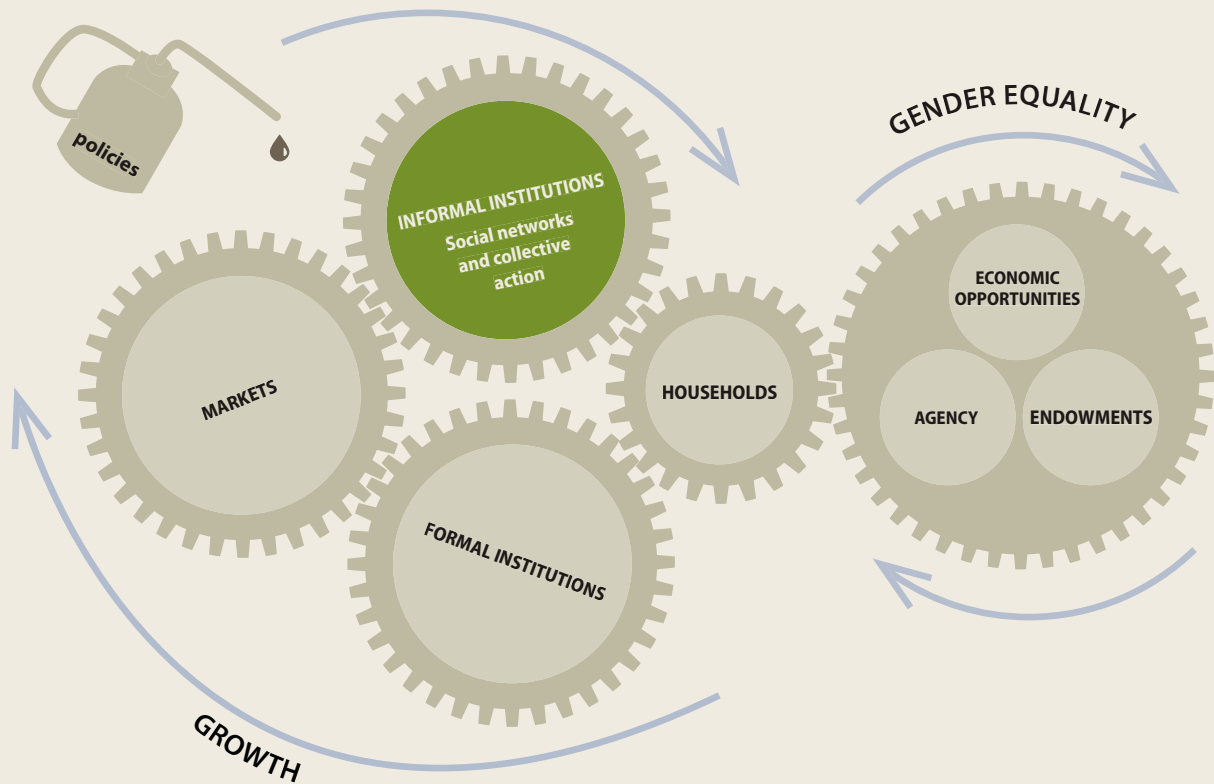 policies
INFORMAL INSTITUTIONS
Social networks
and collective
action
GENDER EQUALITY
ECONOMIC
OPPORTUNITIES
MARKETS
HOUSEHOLDS
AGENCY
ENDOWMENTS
FORMAL INSTITUTIONS
GROWTH